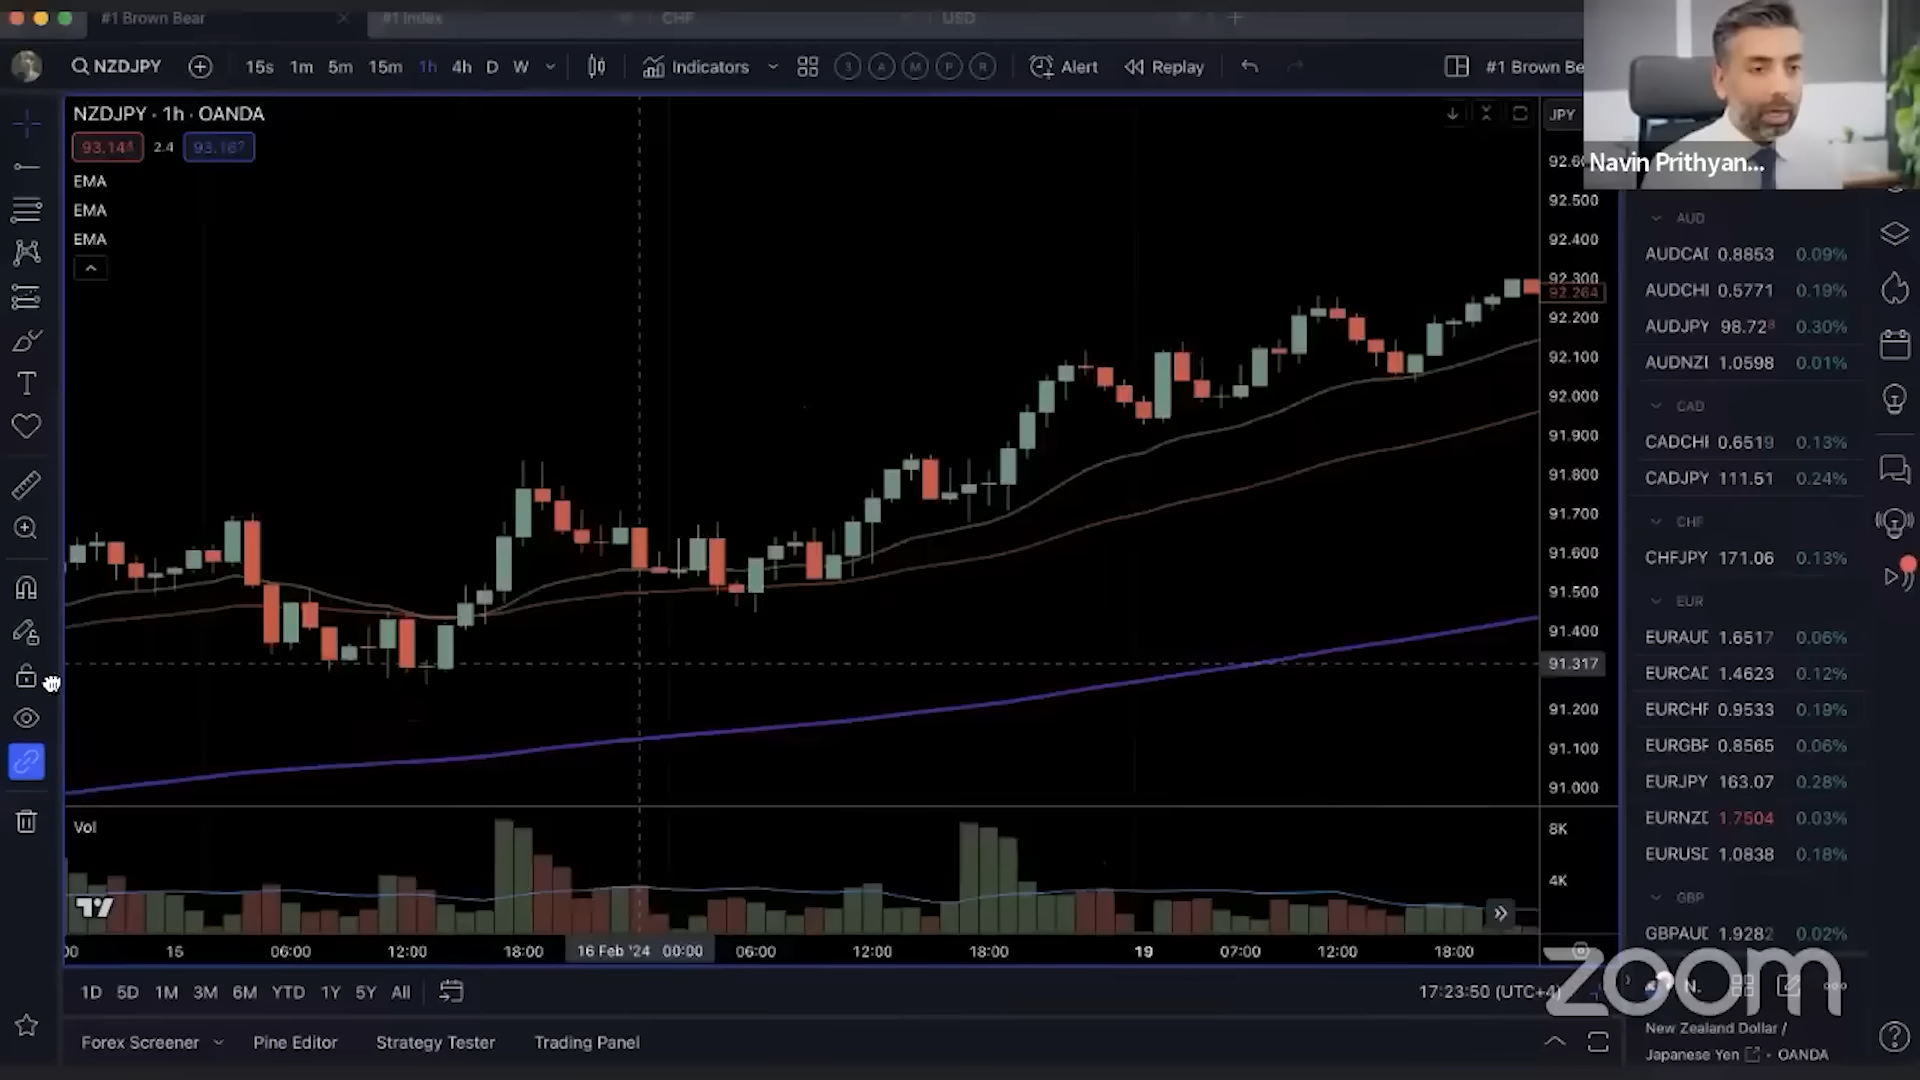 #1 Brown Bear
#1 Index
CHF
USD
NZDJPY
15s 1m 5m 15m 1h 4h D W
Indicators
3 A M P R
Alert
Replay
#1 Brown Be
NZDJPY · 1h · OANDA
93.144 2.4 93.167
EMA
EMA
EMA
JPY
Navin Prithyan...
92.500
92.400
92.300
92.264
92.200
92.100
92.000
91.900
91.800
91.700
91.600
91.500
91.400
91.317
91.200
91.100
91.000
Vol
8K
4K
15 06:00 12:00 18:00 16 Feb '24 00:00 06:00 12:00 18:00 19 07:00 12:00 18:00
1D 5D 1M 3M 6M YTD 1Y 5Y All
17:23:50 (UTC+4)
Forex Screener
Pine Editor
Strategy Tester
Trading Panel
AUD
AUDCAD 0.8853 0.09%
AUDCHI 0.5771 0.19%
AUDJPY 98.728 0.30%
AUDNZI 1.0598 0.01%
CAD
CADCHI 0.6519 0.13%
CADJPY 111.51 0.24%
CHF
CHFJPY 171.06 0.13%
EUR
EURAUD 1.6517 0.06%
EURCAD 1.4623 0.12%
EURCHF 0.9533 0.19%
EURGBP 0.8565 0.06%
EURJPY 163.07 0.28%
EURNZD 1.7504 0.03%
EURUSD 1.0838 0.18%
GBP
GBPAUD 1.9282 0.02%
zoom
N.
New Zealand Dollar /
Japanese Yen · OANDA